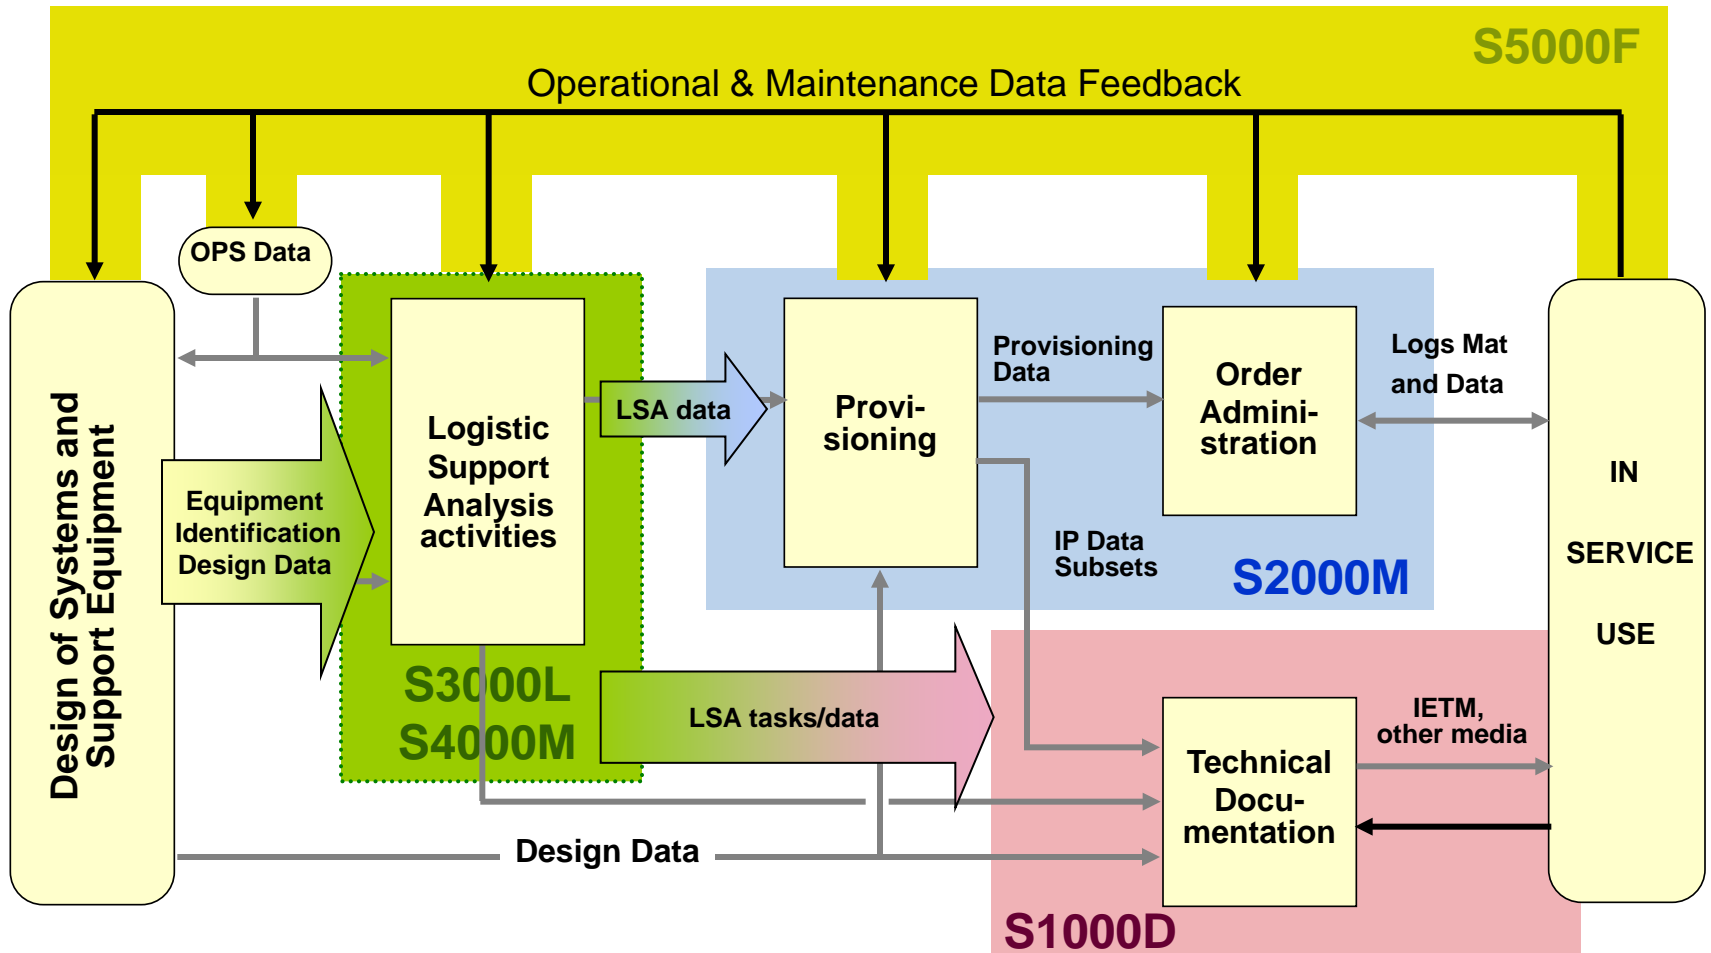 S5000F
Operational & Maintenance Data Feedback
OPS Data
Design of Systems and
Support Equipment
Equipment
Identification
Design Data
Logistic
Support
Analysis
activities
S3000L
S4000M
LSA data
Provi-
sioning
Provisioning
Data
Order
Admini-
stration
Logs Mat
and Data
IP Data
Subsets
S2000M
IN
SERVICE
USE
LSA tasks/data
IETM,
other media
Technical
Docu-
mentation
Design Data
S1000D